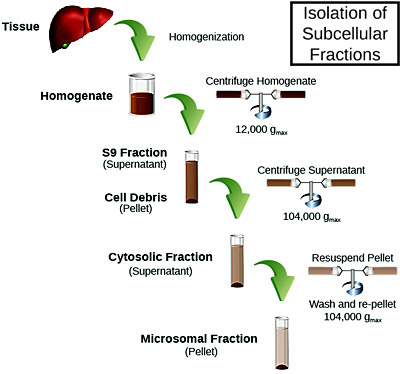 Isolation of
Subcellular
Fractions
Tissue
Homogenization
Homogenate
Centrifuge Homogenate
12,000 gmax
S9 Fraction
(Supernatant)
Cell Debris
(Pellet)
Centrifuge Supernatant
104,000 gmax
Cytosolic Fraction
(Supernatant)
Resuspend Pellet
Wash and re-pellet
104,000 gmax
Microsomal Fraction
(Pellet)